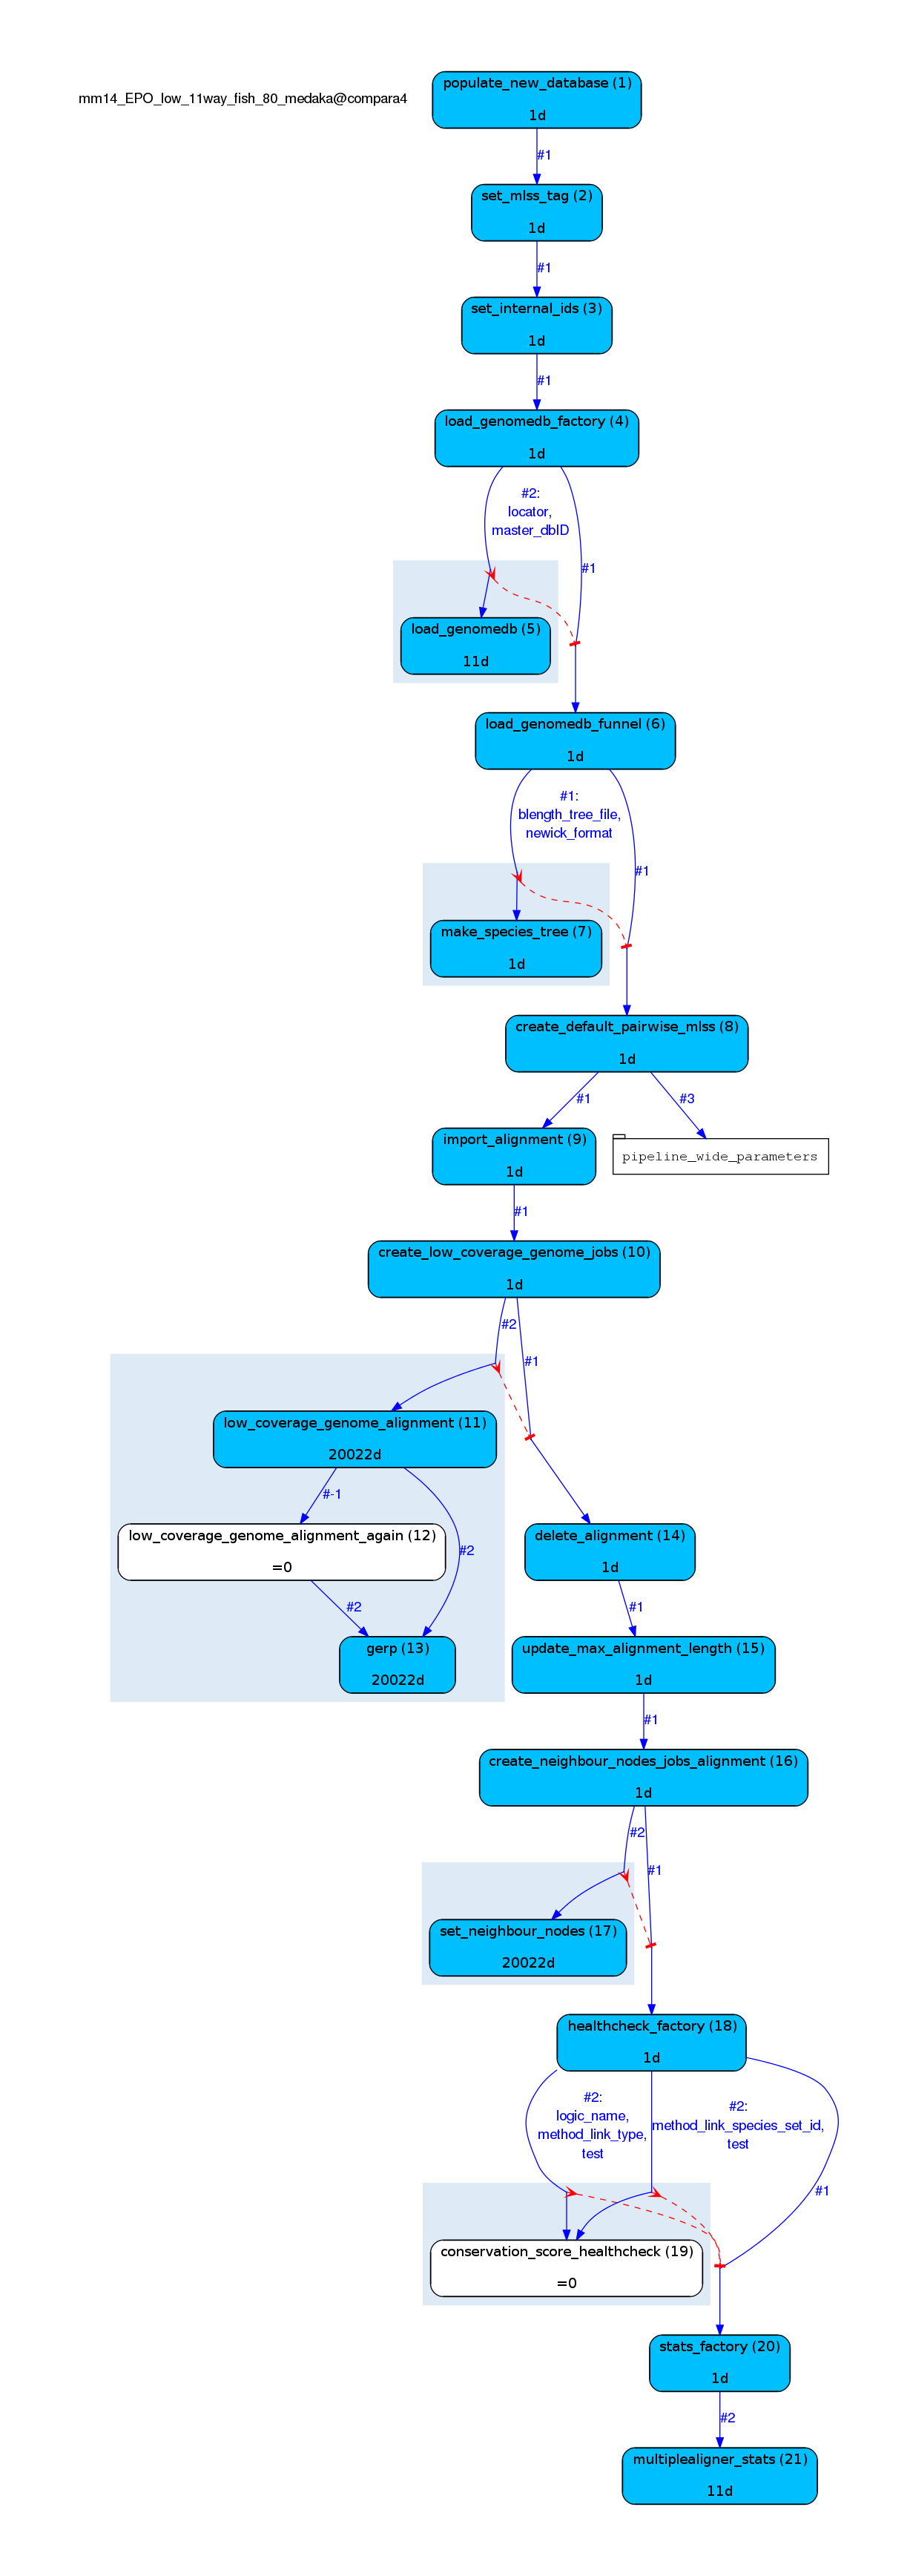 mm14_EPO_low_11way_fish_80_medaka@compara4
populate_new_database (1)
1d
#1
set_mlss_tag (2)
1d
#1
set_internal_ids (3)
1d
#1
load_genomedb_factory (4)
1d
#2:
locator,
master_dbID
#1
load_genomedb (5)
11d
load_genomedb_funnel (6)
1d
#1:
blength_tree_file,
newick_format
#1
make_species_tree (7)
1d
create_default_pairwise_mlss (8)
1d
#1
#3
import_alignment (9)
1d
pipeline_wide_parameters
#1
create_low_coverage_genome_jobs (10)
1d
#2
#1
low_coverage_genome_alignment (11)
20022d
#-1
low_coverage_genome_alignment_again (12)
=0
#2
delete_alignment (14)
1d
#2
#1
gerp (13)
20022d
update_max_alignment_length (15)
1d
#1
create_neighbour_nodes_jobs_alignment (16)
1d
#2
#1
set_neighbour_nodes (17)
20022d
healthcheck_factory (18)
1d
#2:
logic_name,
method_link_type,
test
#2:
method_link_species_set_id,
test
#1
conservation_score_healthcheck (19)
=0
stats_factory (20)
1d
#2
multiplealigner_stats (21)
11d